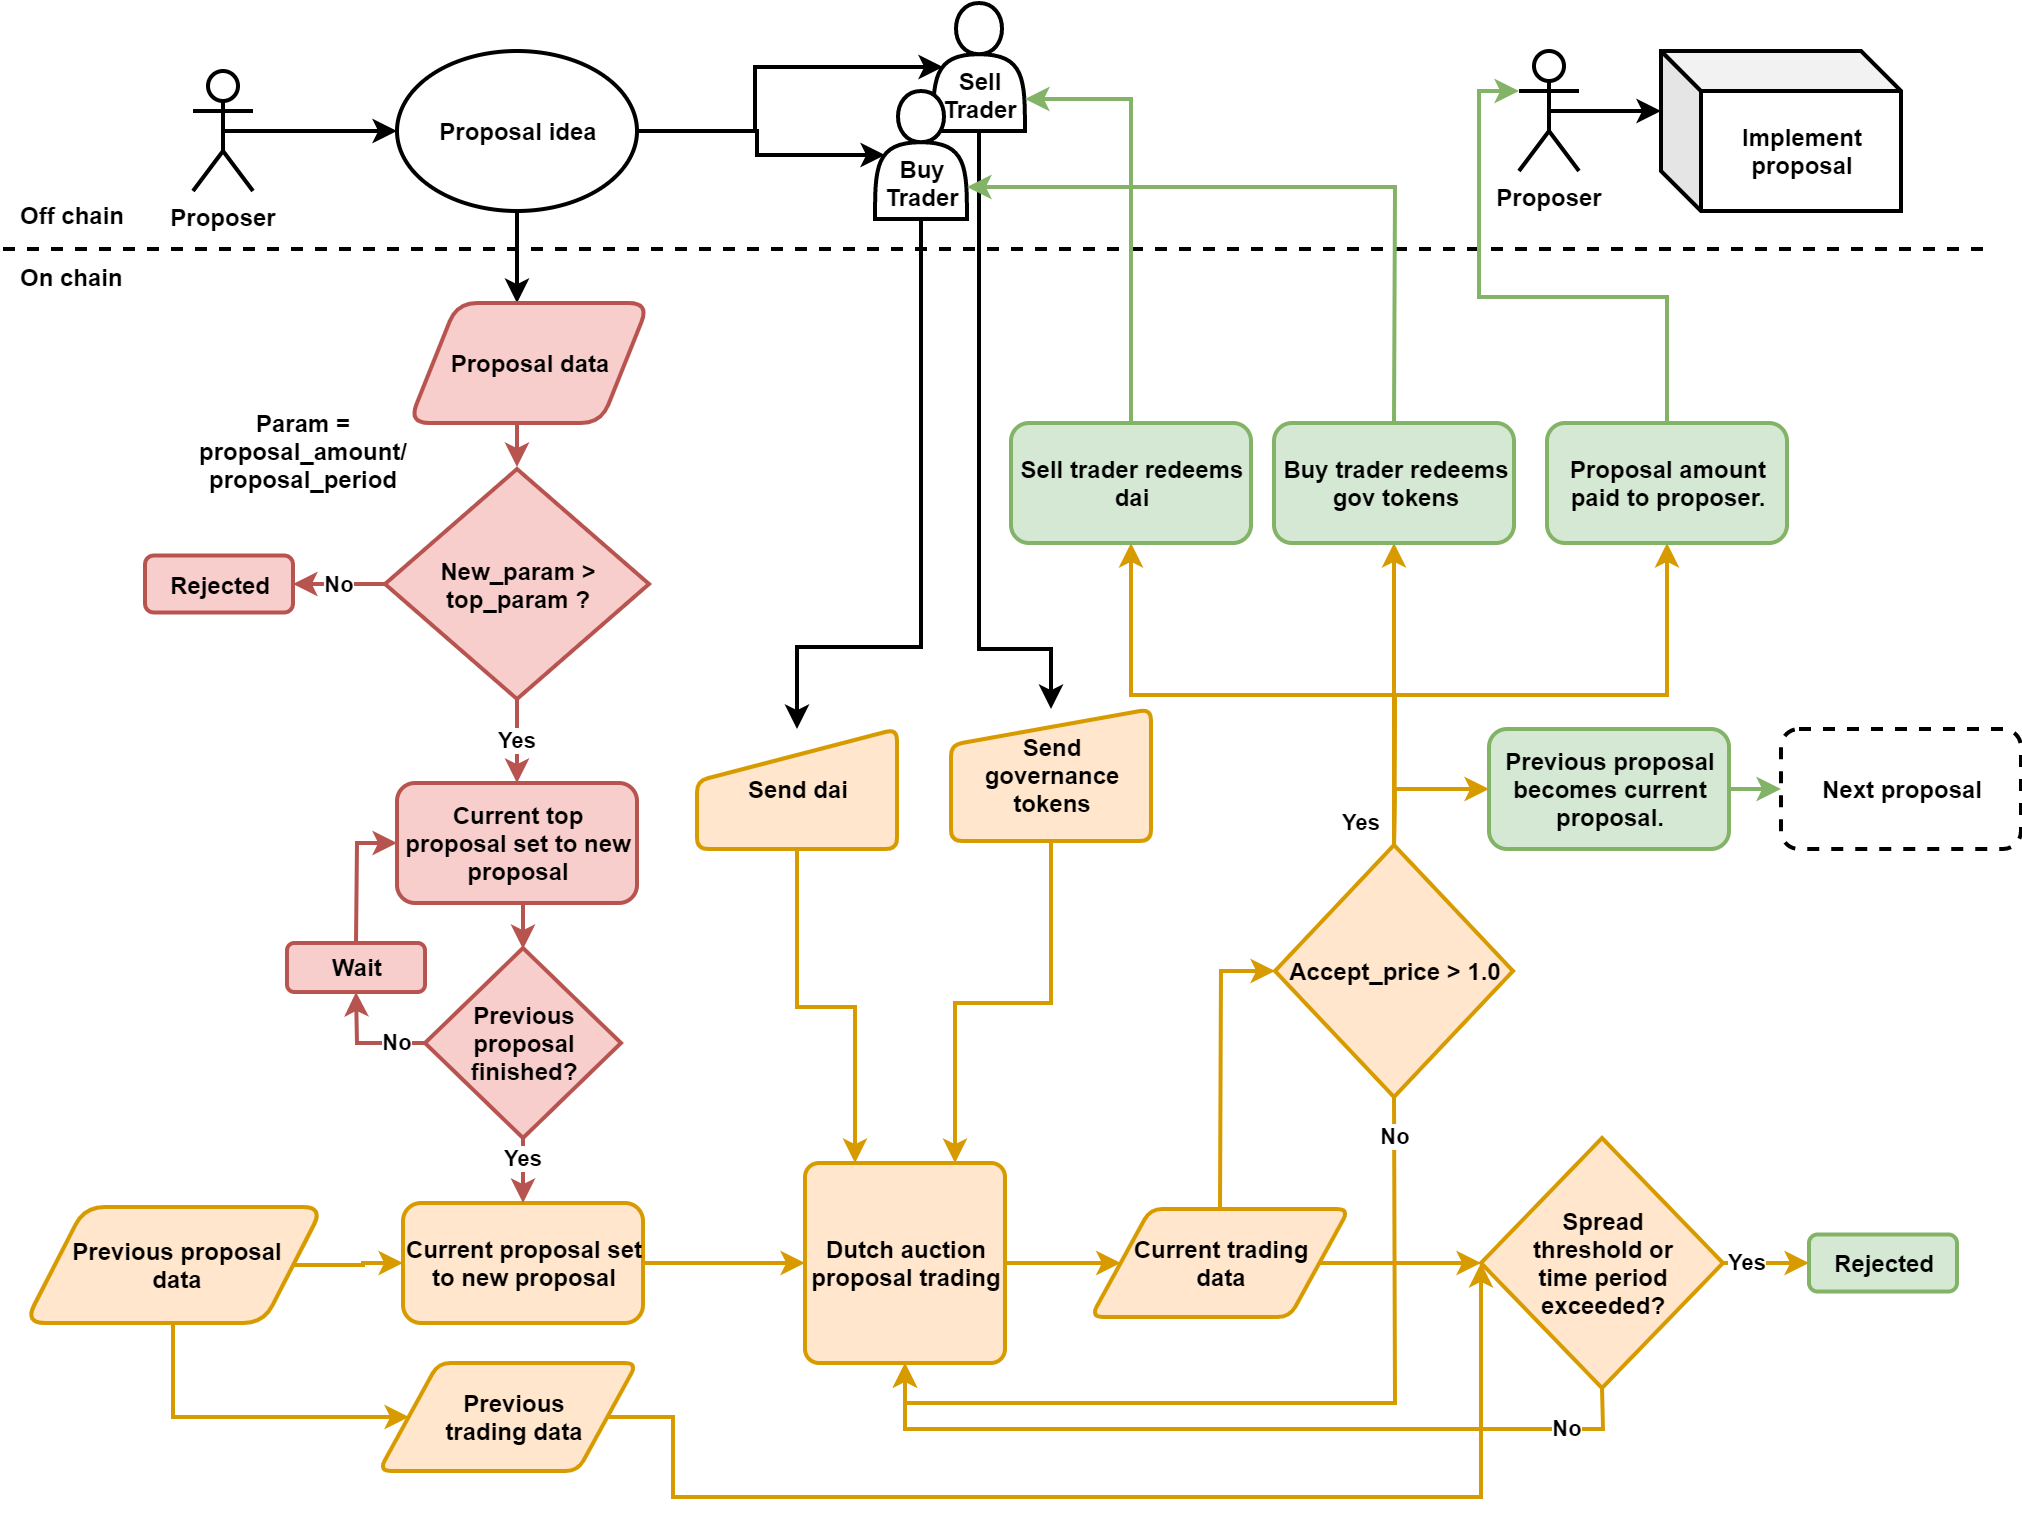 Sell
Trader
Proposal idea
Buy
Trader
Implement
proposal
Proposer
Proposer
Off chain
On chain
Proposal data
Param =
proposal_amount/
proposal_period
Sell trader redeems
dai
Buy trader redeems
gov tokens
Proposal amount
paid to proposer.
New_param >
top_param ?
No
Rejected
Yes
Current top
proposal set to new
proposal
Send dai
Send
governance
tokens
Previous proposal
becomes current
proposal.
Next proposal
Yes
Wait
Accept_price > 1.0
Previous
proposal
finished?
No
Yes
No
Previous proposal
data
Current proposal set
to new proposal
Dutch auction
proposal trading
Current trading
data
Spread
threshold or
time period
exceeded?
Yes
Rejected
Previous
trading data
No